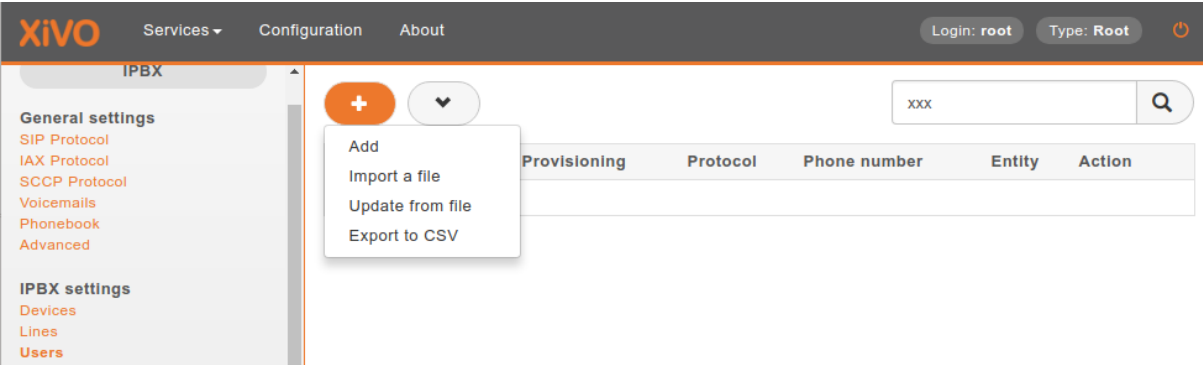 XiVO Services Configuration About Login: root Type: Root
IPBX
General settings
SIP Protocol
IAX Protocol
SCCP Protocol
Voicemails
Phonebook
Advanced
IPBX settings
Devices
Lines
Users
xxx
Add
Import a file
Update from file
Export to CSV
Provisioning Protocol Phone number Entity Action